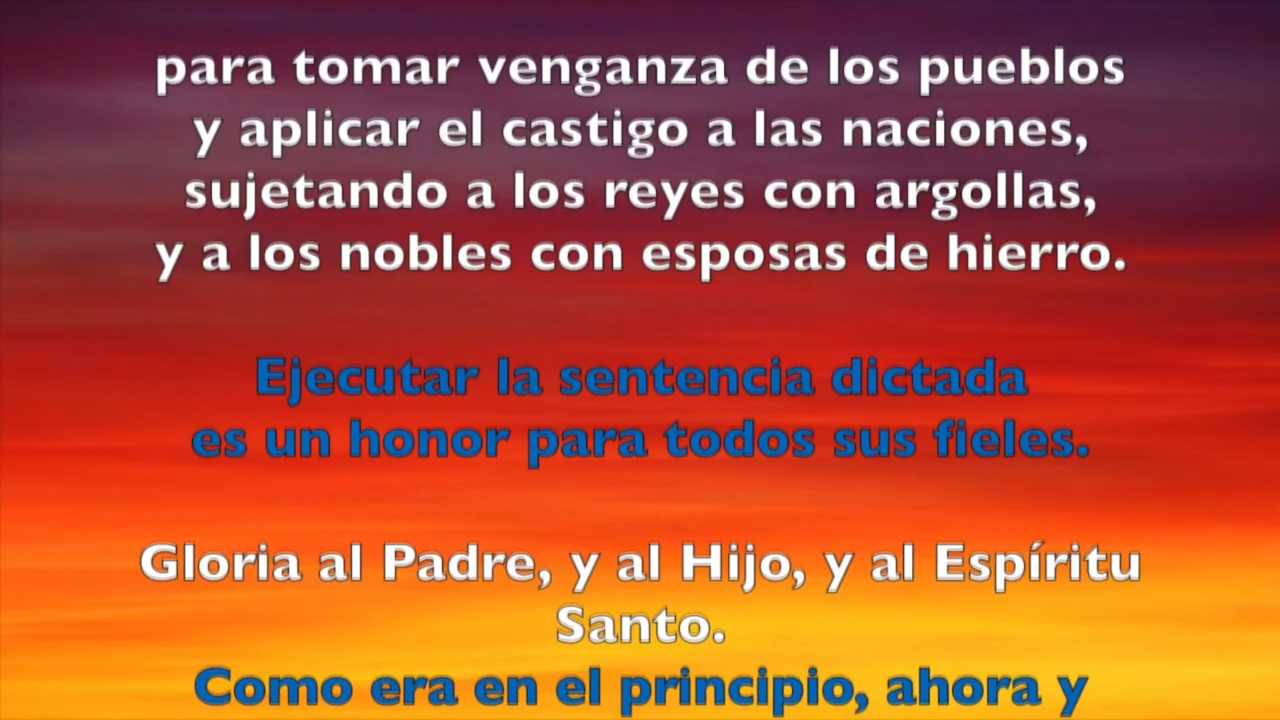 para tomar venganza de los pueblos
y aplicar el castigo a las naciones,
sujetando a los reyes con argollas,
y a los nobles con esposas de hierro.
Ejecutar la sentencia dictada
es un honor para todos sus fieles.
Gloria al Padre, y al Hijo, y al Espíritu
Santo.
Como era en el principio, ahora y